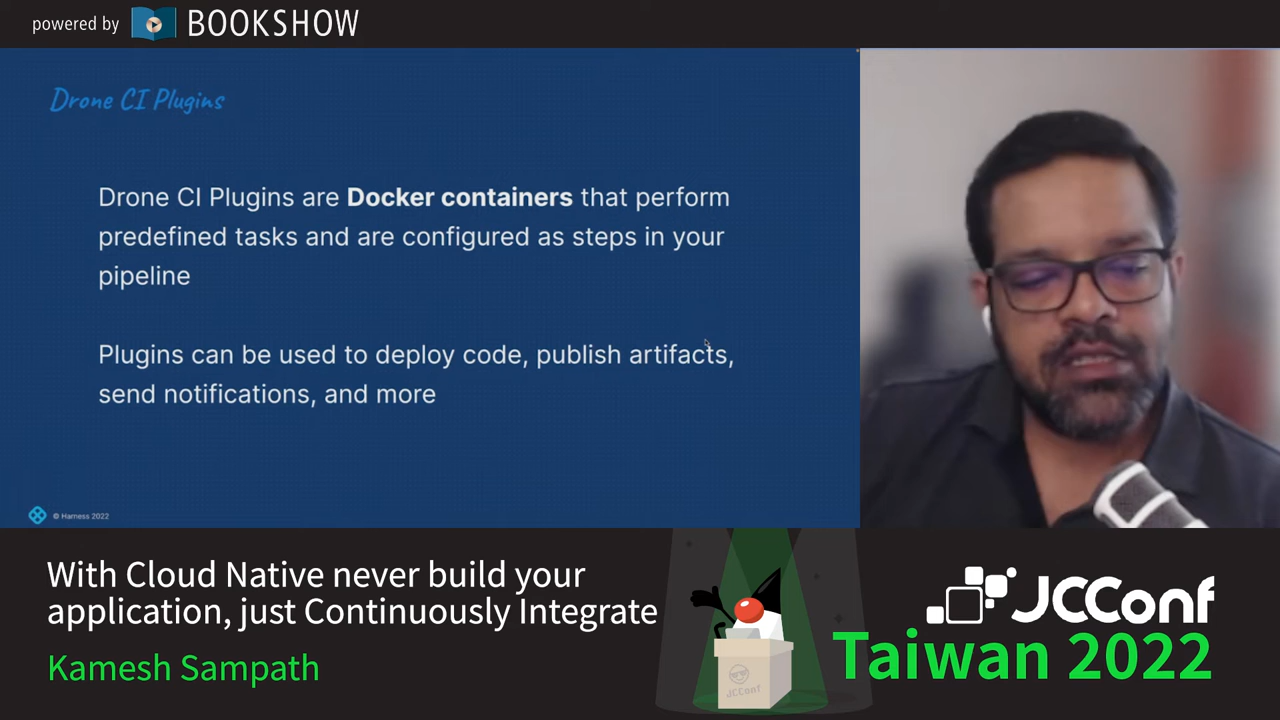 powered by BOOKSHOW
Drone CI Plugins
Drone CI Plugins are Docker containers that perform
predefined tasks and are configured as steps in your
pipeline
Plugins can be used to deploy code, publish artifacts,
send notifications, and more
© Harness 2022
With Cloud Native never build your
application, just Continuously Integrate
Kamesh Sampath
JCConf
JCConf
Taiwan 2022